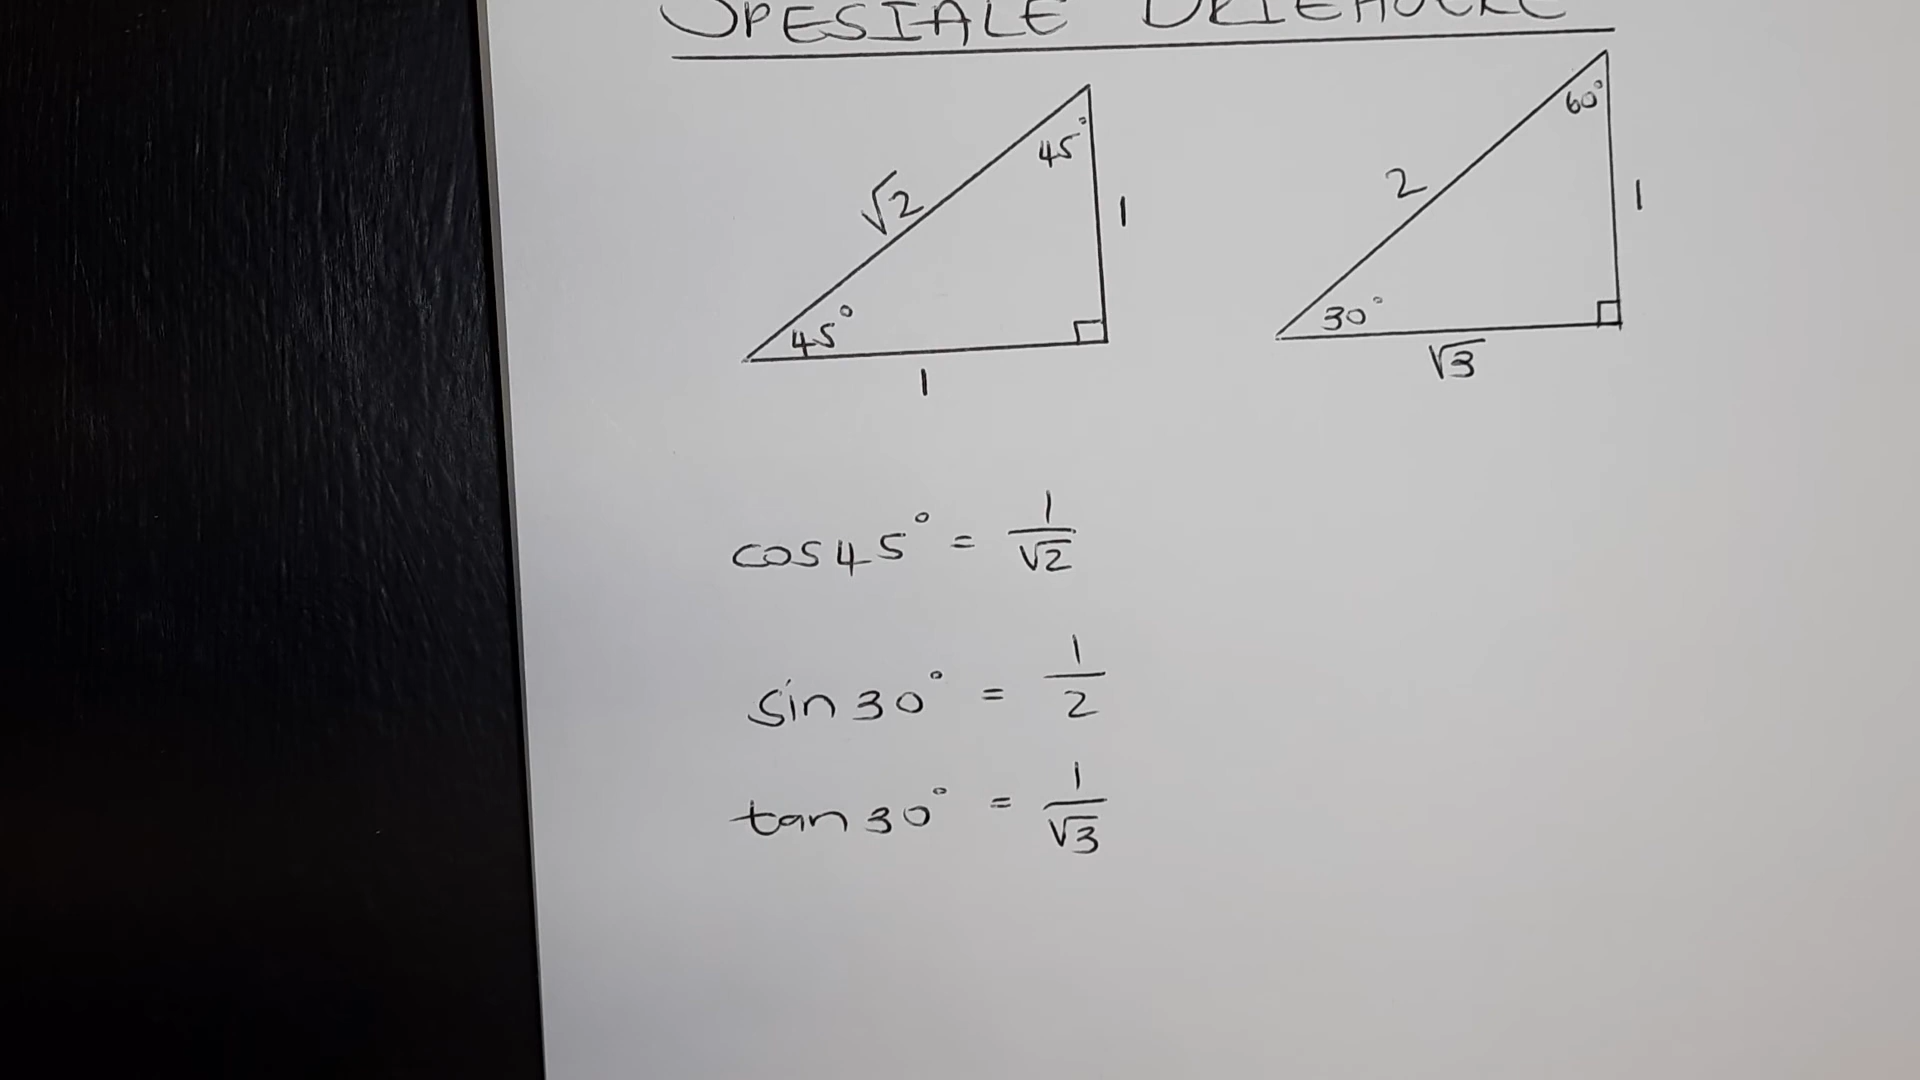 SPESIALE DRIEHOEKE
45°
√2
1
45°
1
60°
2
1
30°
√3
cos 45° = 1/√2
sin 30° = 1/2
tan 30° = 1/√3